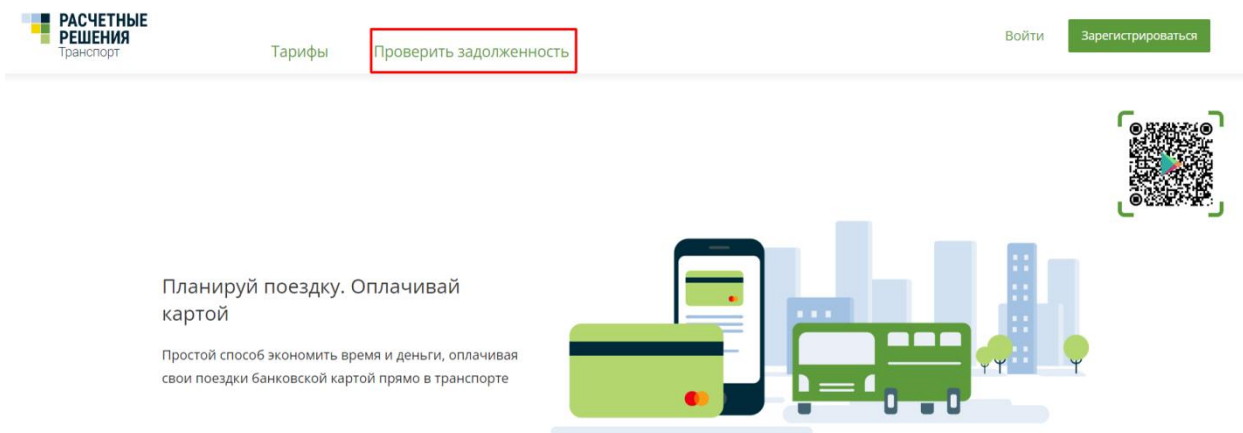 РАСЧЕТНЫЕ
РЕШЕНИЯ
Транспорт
Тарифы
Проверить задолженность
Войти
Зарегистрироваться
Планируй поездку. Оплачивай
картой
Простой способ экономить время и деньги, оплачивая
свои поездки банковской картой прямо в транспорте